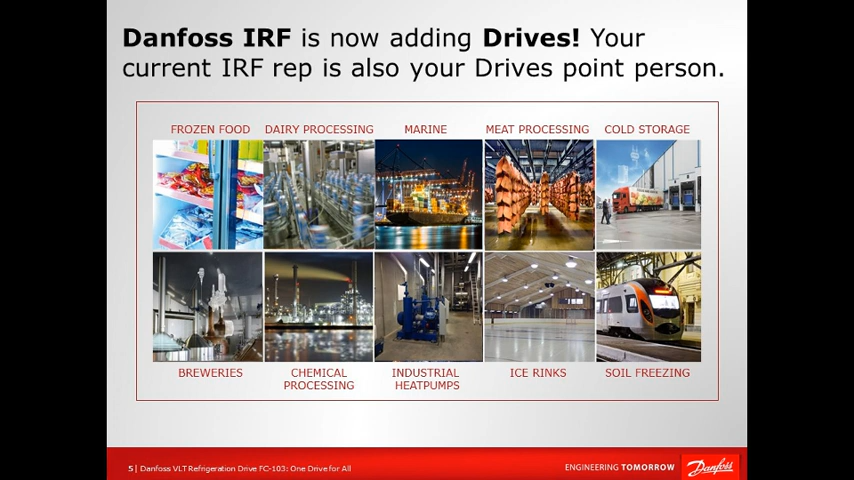 Danfoss IRF is now adding Drives! Your
current IRF rep is also your Drives point person.
FROZEN FOOD DAIRY PROCESSING MARINE MEAT PROCESSING COLD STORAGE
BREWERIES CHEMICAL PROCESSING INDUSTRIAL HEATPUMPS ICE RINKS SOIL FREEZING
5 | Danfoss VLT Refrigeration Drive FC-103: One Drive for All
ENGINEERING TOMORROW
Danfoss